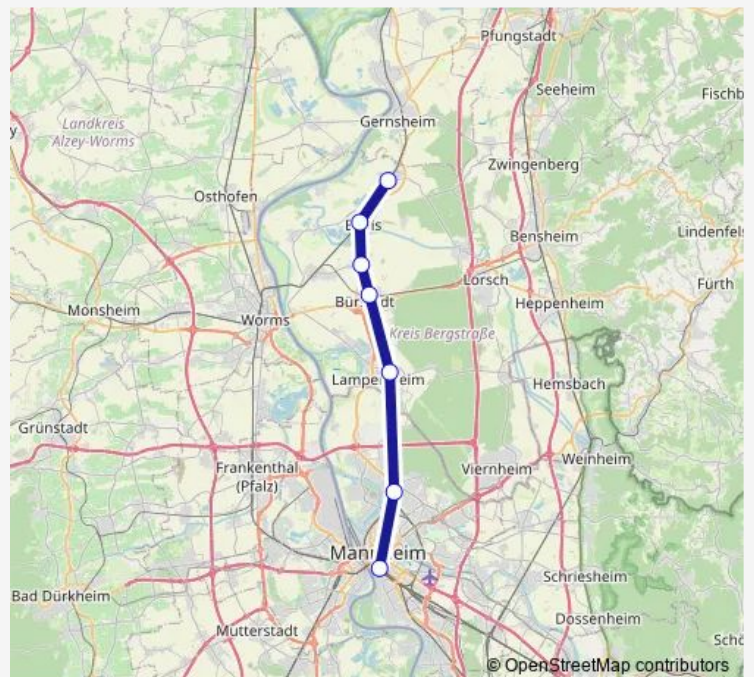 Pfungstadt
Seeheim
Fischb
Landkreis
Alzey-Worms
y
Gernsheim
Zwingenberg
Osthofen
Bensheim
Lindenfels
Lorsch
Fürth
Monsheim
Worms
Heppenheim
Kreis Bergstraße
Hemsbach
Grünstadt
Frankenthal
(Pfalz)
Viernheim
Weinheim
Bad Dürkheim
Schriesheim
Mutterstadt
Dossenheim
© OpenStreetMap contributors